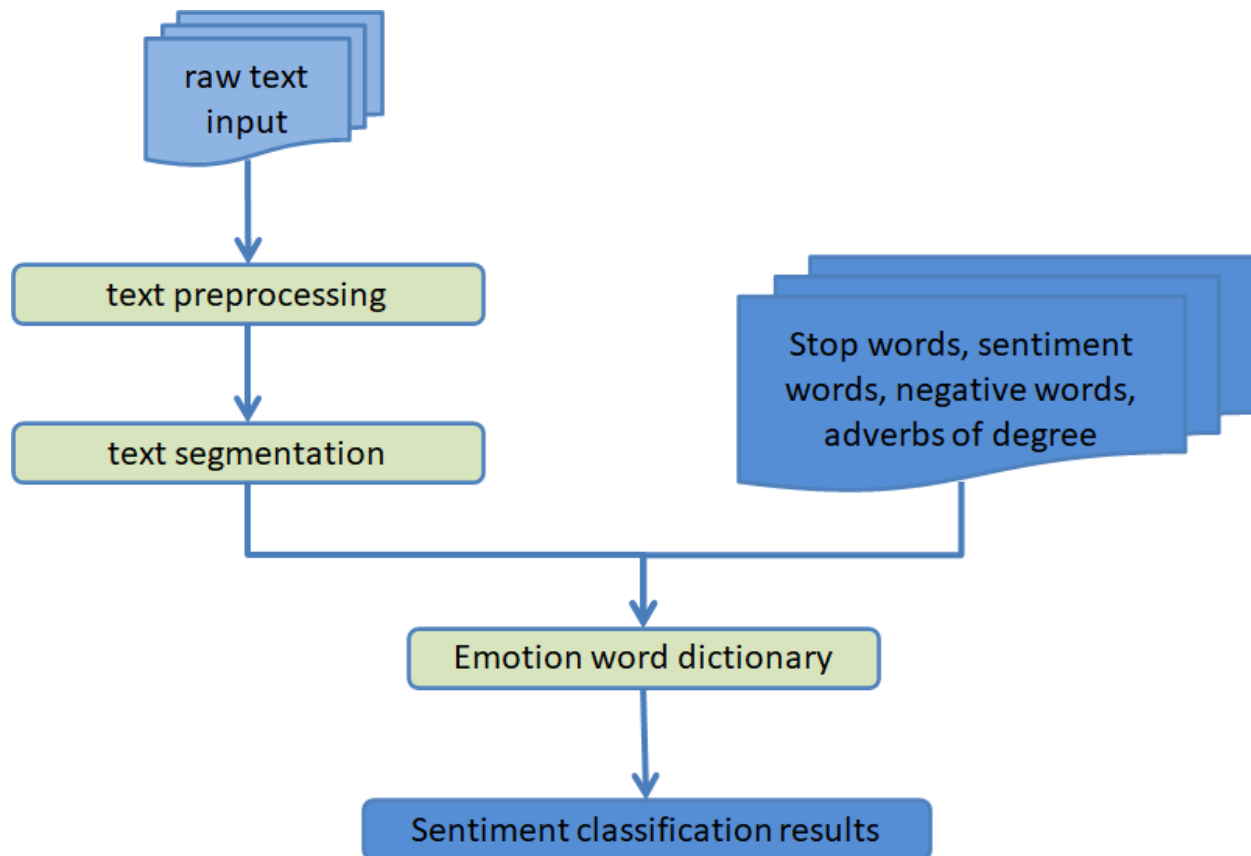 raw text
input
text preprocessing
text segmentation
Stop words, sentiment
words, negative words,
adverbs of degree
Emotion word dictionary
Sentiment classification results